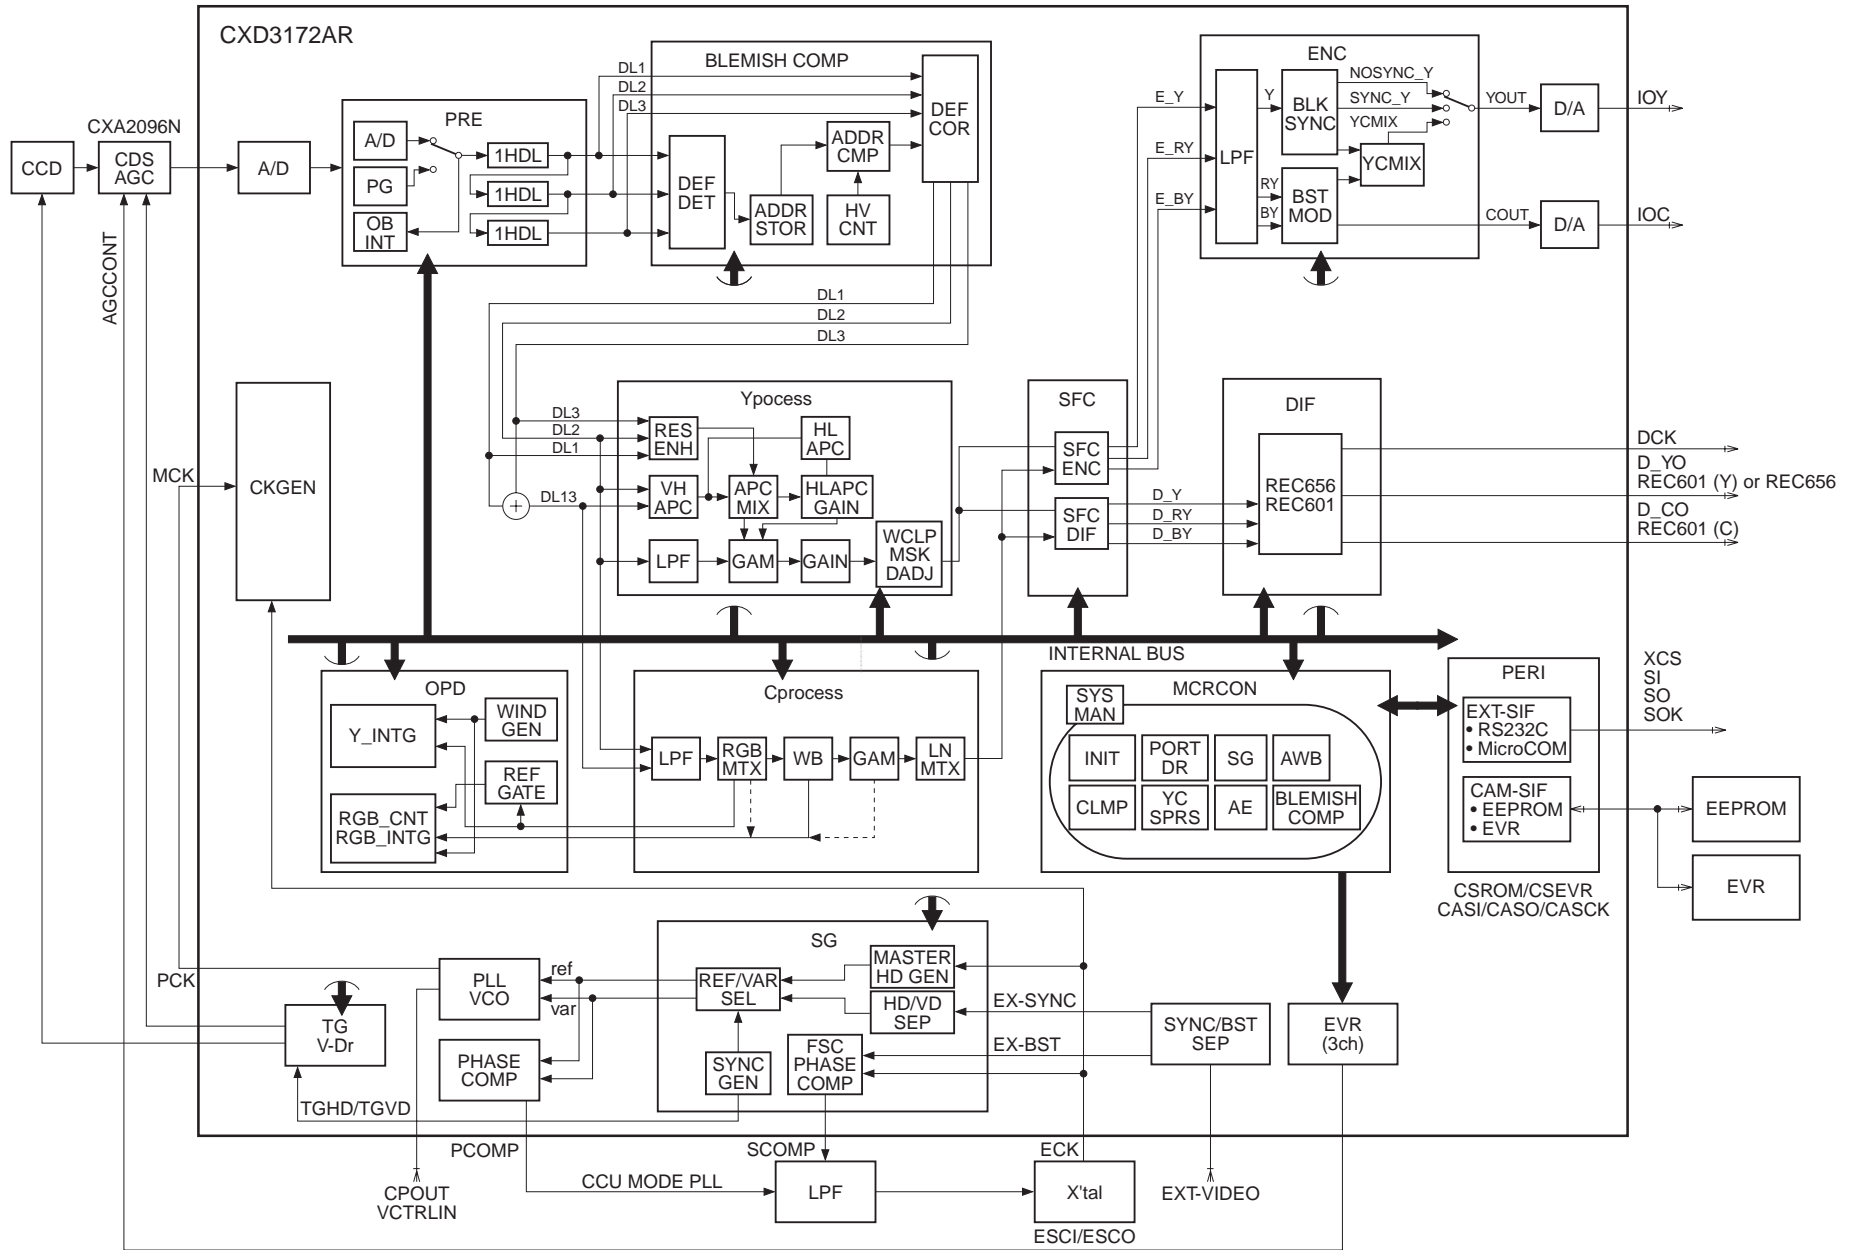 CXD3172AR
CXA2096N
CCD
CDS
AGC
A/D
AGCCONT
PRE
A/D
PG
OB
INT
1HDL
1HDL
1HDL
BLEMISH COMP
DL1
DL2
DL3
DEF
DET
ADDR
STOR
ADDR
CMP
HV
CNT
DEF
COR
ENC
E_Y
E_RY
E_BY
LPF
Y
RY
BY
BLK
SYNC
BST
MOD
NOSYNC_Y
SYNC_Y
YCMIX
YCMIX
YOUT
COUT
D/A
D/A
IOY
IOC
DL1
DL2
DL3
CKGEN
MCK
Ypocess
DL3
DL2
DL1
DL13
RES
ENH
VH
APC
LPF
HL
APC
APC
MIX
HLAPC
GAIN
GAM
GAIN
WCLP
MSK
DADJ
SFC
SFC
ENC
SFC
DIF
D_Y
D_RY
D_BY
DIF
REC656
REC601
DCK
D_YO
REC601 (Y) or REC656
D_CO
REC601 (C)
INTERNAL BUS
OPD
Y_INTG
WIND
GEN
REF
GATE
RGB_CNT
RGB_INTG
Cprocess
LPF
RGB
MTX
WB
GAM
LN
MTX
MCRCON
SYS
MAN
INIT
PORT
DR
SG
AWB
CLMP
YC
SPRS
AE
BLEMISH
COMP
PERI
EXT-SIF
• RS232C
• MicroCOM
CAM-SIF
• EEPROM
• EVR
XCS
SI
SO
SOK
EEPROM
EVR
CSROM/CSEVR
CASI/CASO/CASCK
PCK
PLL
VCO
ref
var
TG
V-Dr
PHASE
COMP
TGHD/TGVD
SG
REF/VAR
SEL
MASTER
HD GEN
HD/VD
SEP
SYNC
GEN
FSC
PHASE
COMP
EX-SYNC
EX-BST
SYNC/BST
SEP
EVR
(3ch)
PCOMP
SCOMP
ECK
CPOUT
VCTRLIN
CCU MODE PLL
LPF
X'tal
ESCI/ESCO
EXT-VIDEO